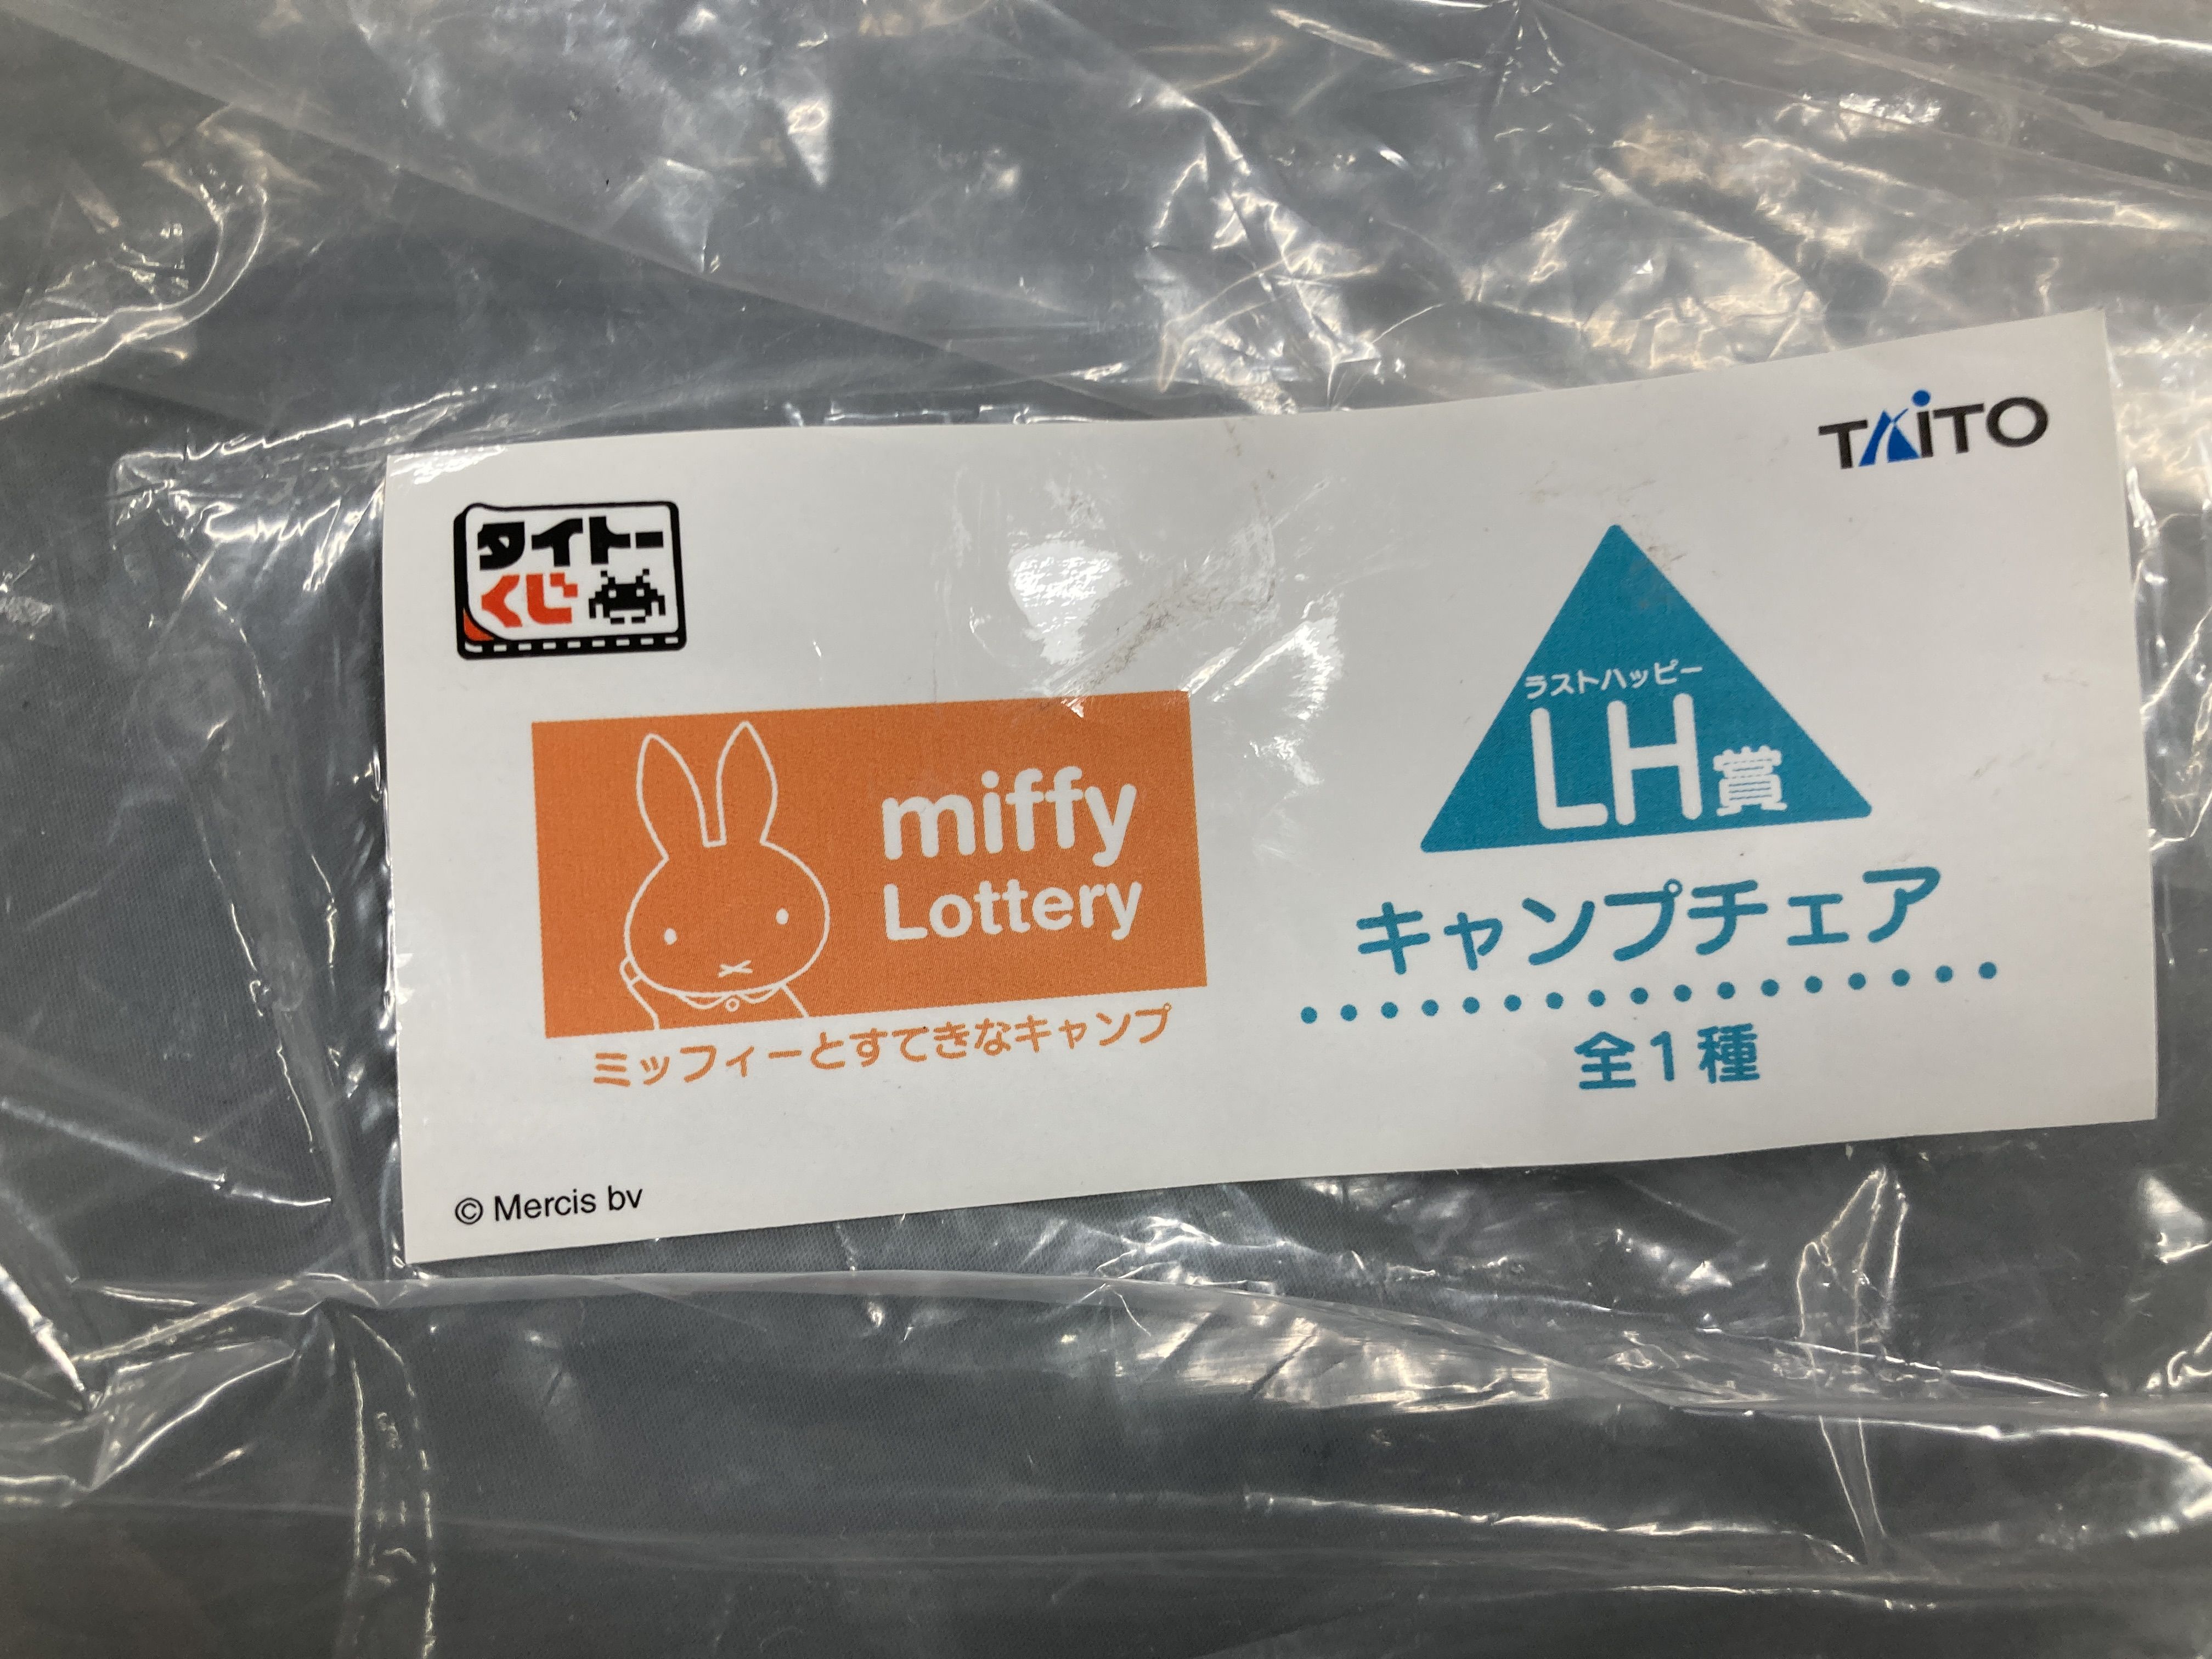 TAITO
タイトー
くじ
miffy
Lottery
ミッフィーとすてきなキャンプ
ラストハッピー
LH賞
キャンプチェア
全1種
© Mercis bv